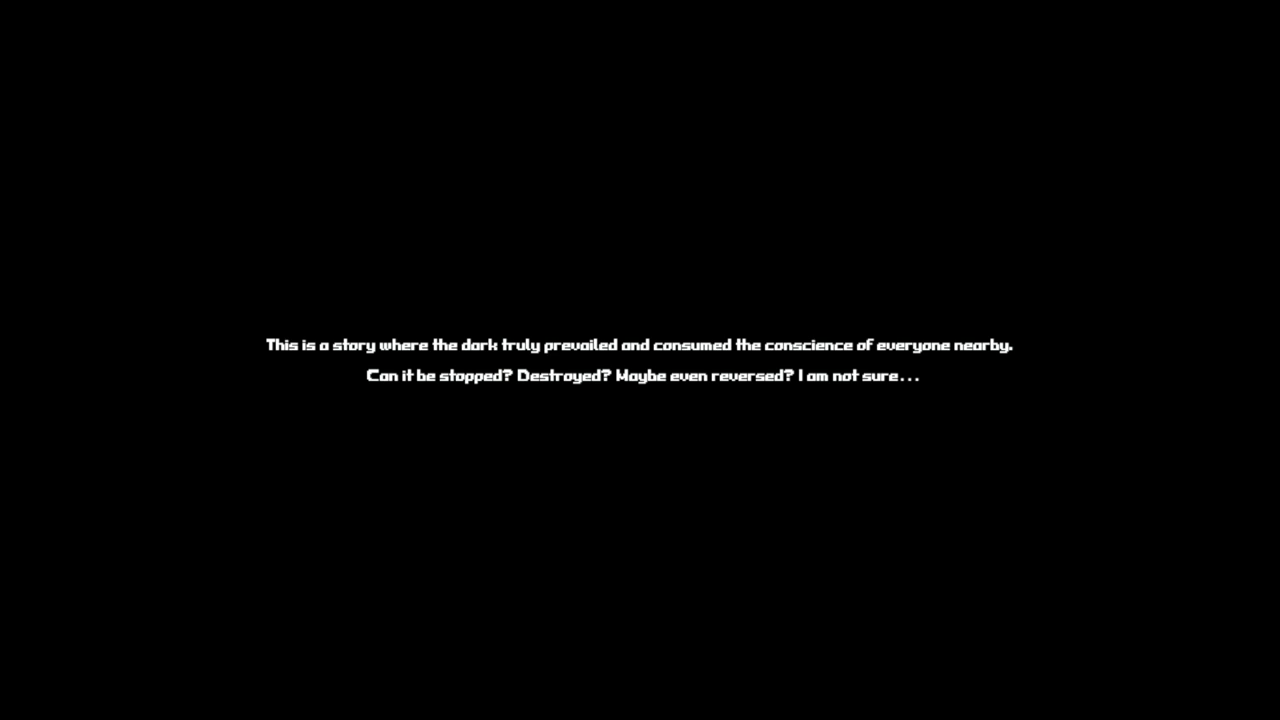 This is a story where the dark truly prevailed and consumed the conscience of everyone nearby.
Can it be stopped? Destroyed? Maybe even reversed? I am not sure...